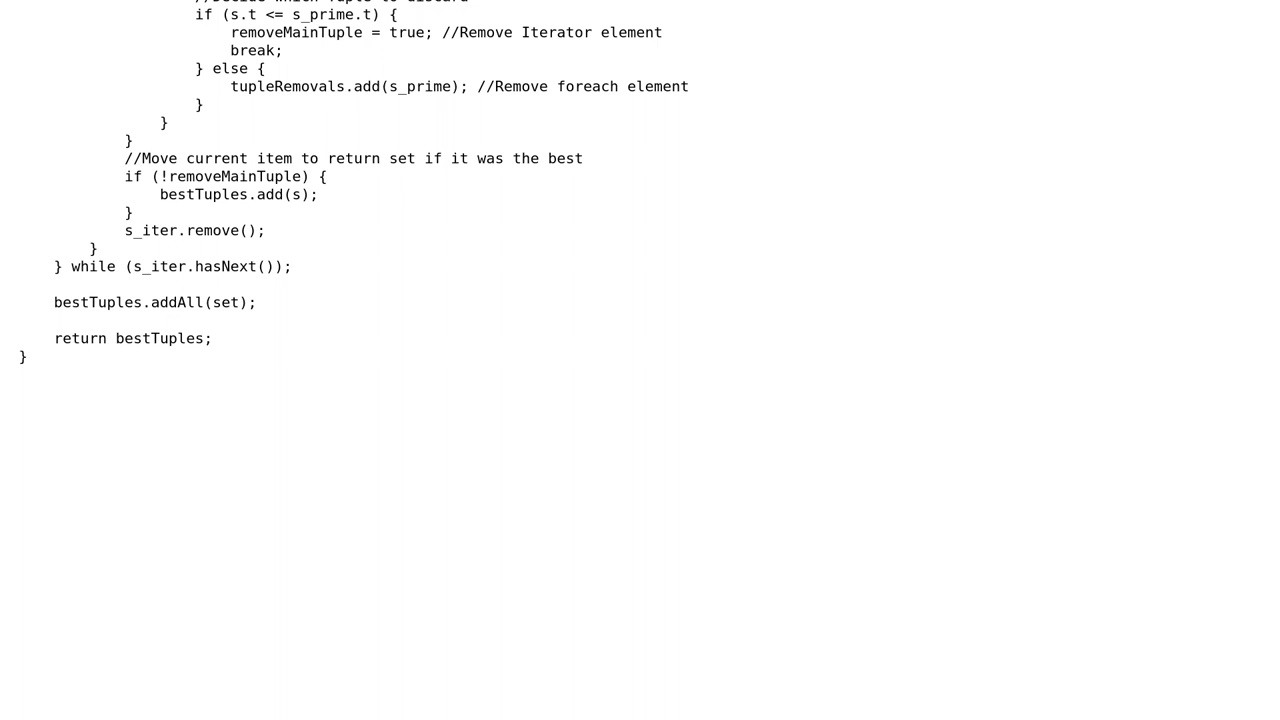 if (s.t <= s_prime.t) {
removeMainTuple = true; //Remove Iterator element
break;
} else {
tupleRemovals.add(s_prime); //Remove foreach element
}
}
}
//Move current item to return set if it was the best
if (!removeMainTuple) {
bestTuples.add(s);
}
s_iter.remove();
}
} while (s_iter.hasNext());
bestTuples.addAll(set);
return bestTuples;
}